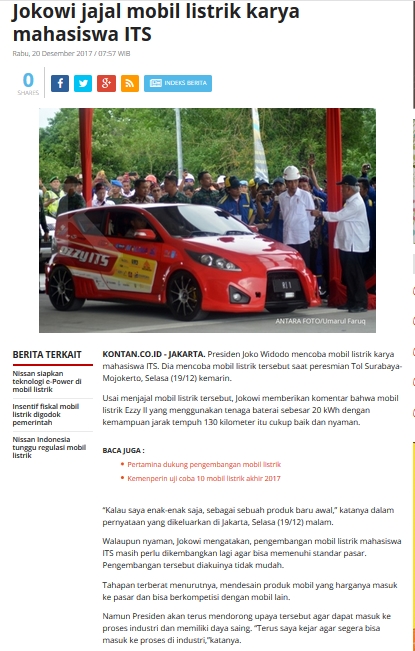 Jokowi jajal mobil listrik karya
mahasiswa ITS
Rabu, 20 Desember 2017 / 07:57 WIB
0
SHARES
INDEKS BERITA
EZZY ITS
RI 1
ANTARA FOTO/Umarul Faruq
BERITA TERKAIT
Nissan siapkan
teknologi e-Power di
mobil listrik
Insentif fiskal mobil
listrik digodok
pemerintah
Nissan Indonesia
tunggu regulasi mobil
listrik
KONTAN.CO.ID - JAKARTA. Presiden Joko Widodo mencoba mobil listrik karya
mahasiswa ITS. Dia mencoba mobil listrik tersebut saat peresmian Tol Surabaya-
Mojokerto, Selasa (19/12) kemarin.
Usai menjajal mobil listrik tersebut, Jokowi memberikan komentar bahwa mobil
listrik Ezzy II yang menggunakan tenaga baterai sebesar 20 kWh dengan
kemampuan jarak tempuh 130 kilometer itu cukup baik dan nyaman.
BACA JUGA :
Pertamina dukung pengembangan mobil listrik
Kemenperin uji coba 10 mobil listrik akhir 2017
“Kalau saya enak-enak saja, sebagai sebuah produk baru awal,” katanya dalam
pernyataan yang dikeluarkan di Jakarta, Selasa (19/12) malam.
Walaupun nyaman, Jokowi mengatakan, pengembangan mobil listrik mahasiswa
ITS masih perlu dikembangkan lagi agar bisa memenuhi standar pasar.
Pengembangan tersebut diakuinya tidak mudah.
Tahapan terberat menurutnya, mendesain produk mobil yang harganya masuk
ke pasar dan bisa berkompetisi dengan mobil lain.
Namun Presiden akan terus mendorong upaya tersebut agar dapat masuk ke
proses industri dan memiliki daya saing. “Terus saya kejar agar segera bisa
masuk ke proses di industri,”katanya.